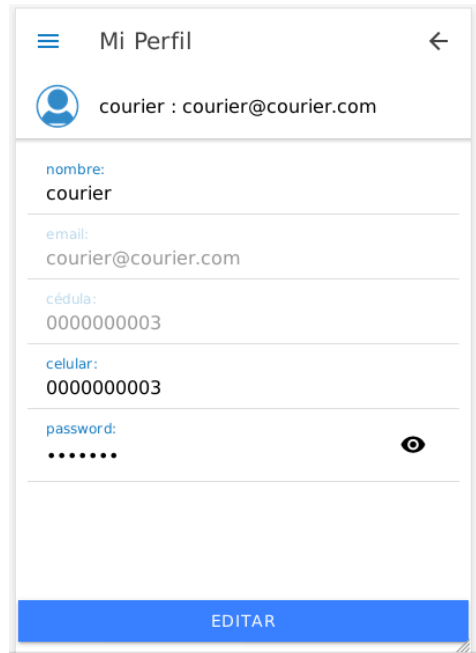 Mi Perfil
courier : courier@courier.com
nombre:
courier
email:
courier@courier.com
cédula:
0000000003
celular:
0000000003
password:
•••••••
EDITAR